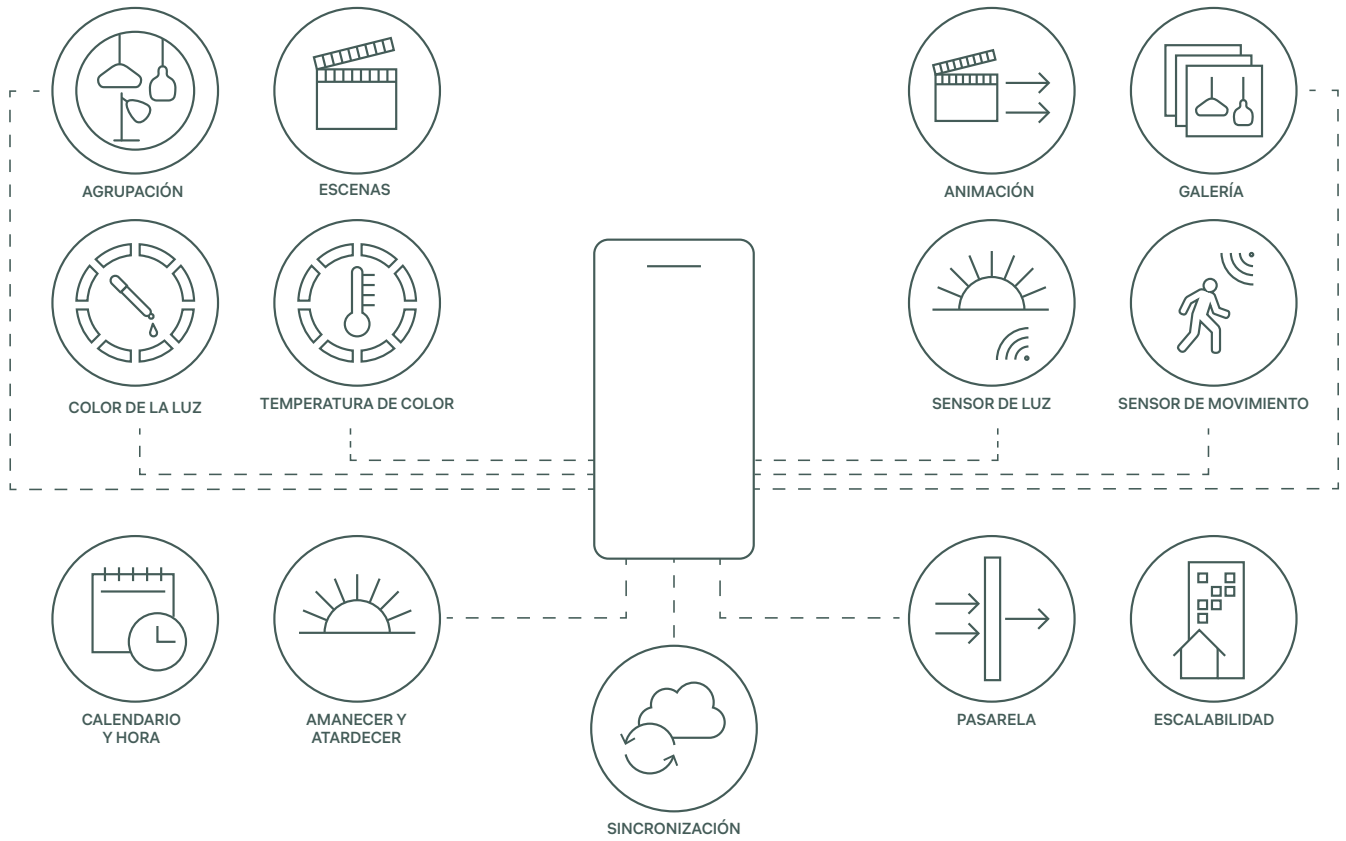 AGRUPACIÓN
ESCENAS
ANIMACIÓN
GALERÍA
COLOR DE LA LUZ
TEMPERATURA DE COLOR
SENSOR DE LUZ
SENSOR DE MOVIMIENTO
CALENDARIO
Y HORA
AMANECER Y
ATARDECER
PASARELA
ESCALABILIDAD
SINCRONIZACIÓN